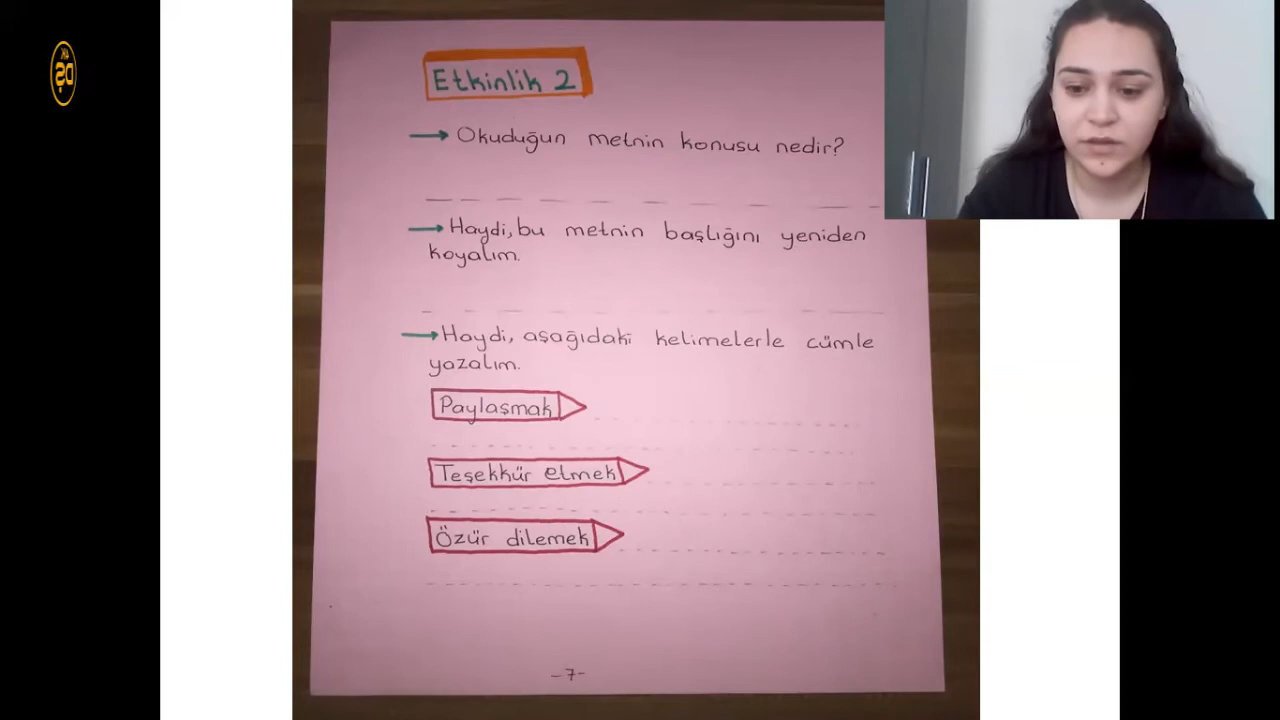 Etkinlik 2
Okuduğun metnin konusu nedir?
Haydi, bu metnin başlığını yeniden
koyalım.
Haydi, aşağıdaki kelimelerle cümle
yazalım.
Paylaşmak
Teşekkür etmek
Özür dilemek
-7-